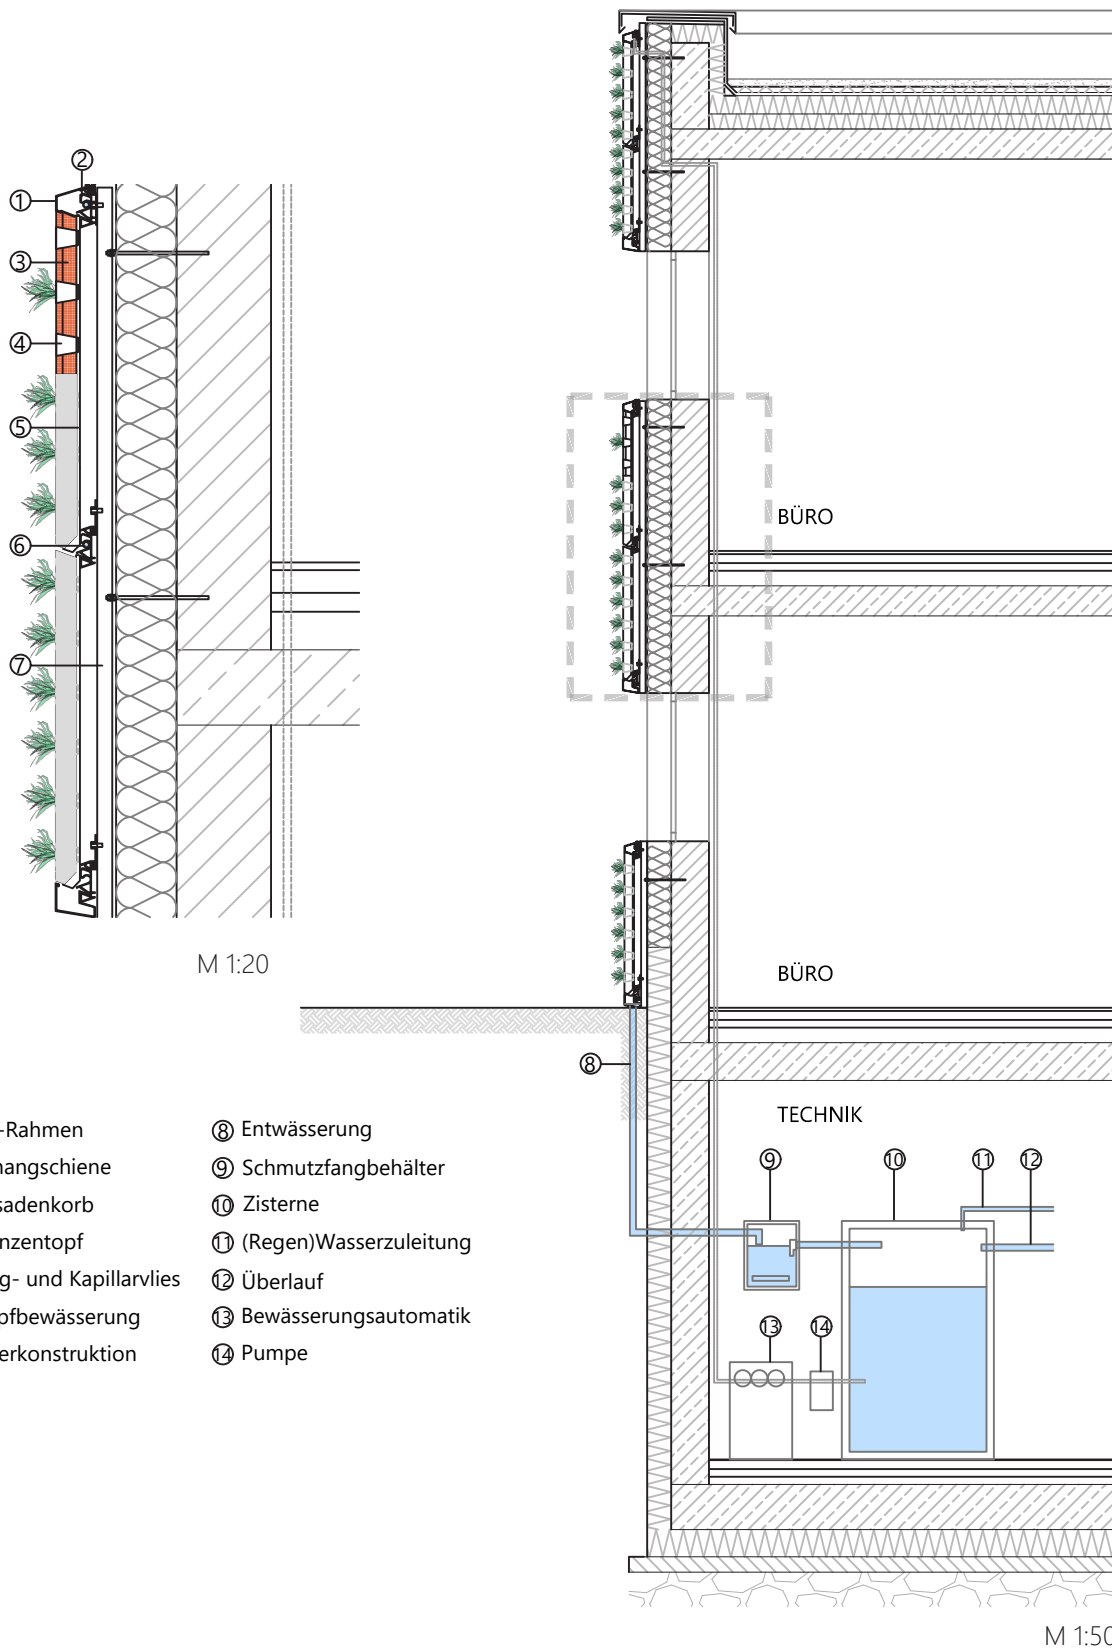 2
1
3
4
5
6
7
M 1:20
BÜRO
BÜRO
8
TECHNIK
9 10 11 12
13 14
-Rahmen
nangschiene
sadenkorb
nzentopf
g- und Kapillarvlies
pfbewässerung
erkonstruktion
8 Entwässerung
9 Schmutzfangbehälter
10 Zisterne
11 (Regen)Wasserzuleitung
12 Überlauf
13 Bewässerungsautomatik
14 Pumpe
M 1:50